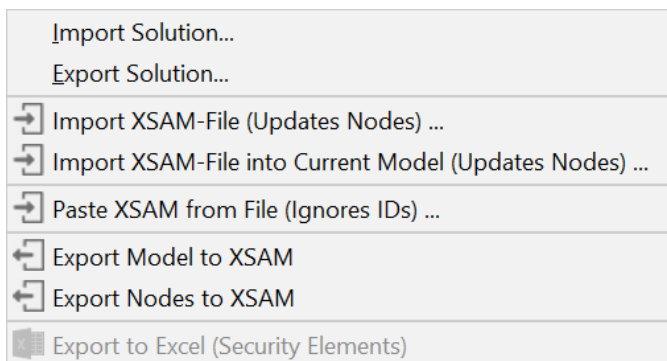 Import Solution...
Export Solution...
Import XSAM-File (Updates Nodes) ...
Import XSAM-File into Current Model (Updates Nodes) ...
Paste XSAM from File (Ignores IDs) ...
Export Model to XSAM
Export Nodes to XSAM
Export to Excel (Security Elements)